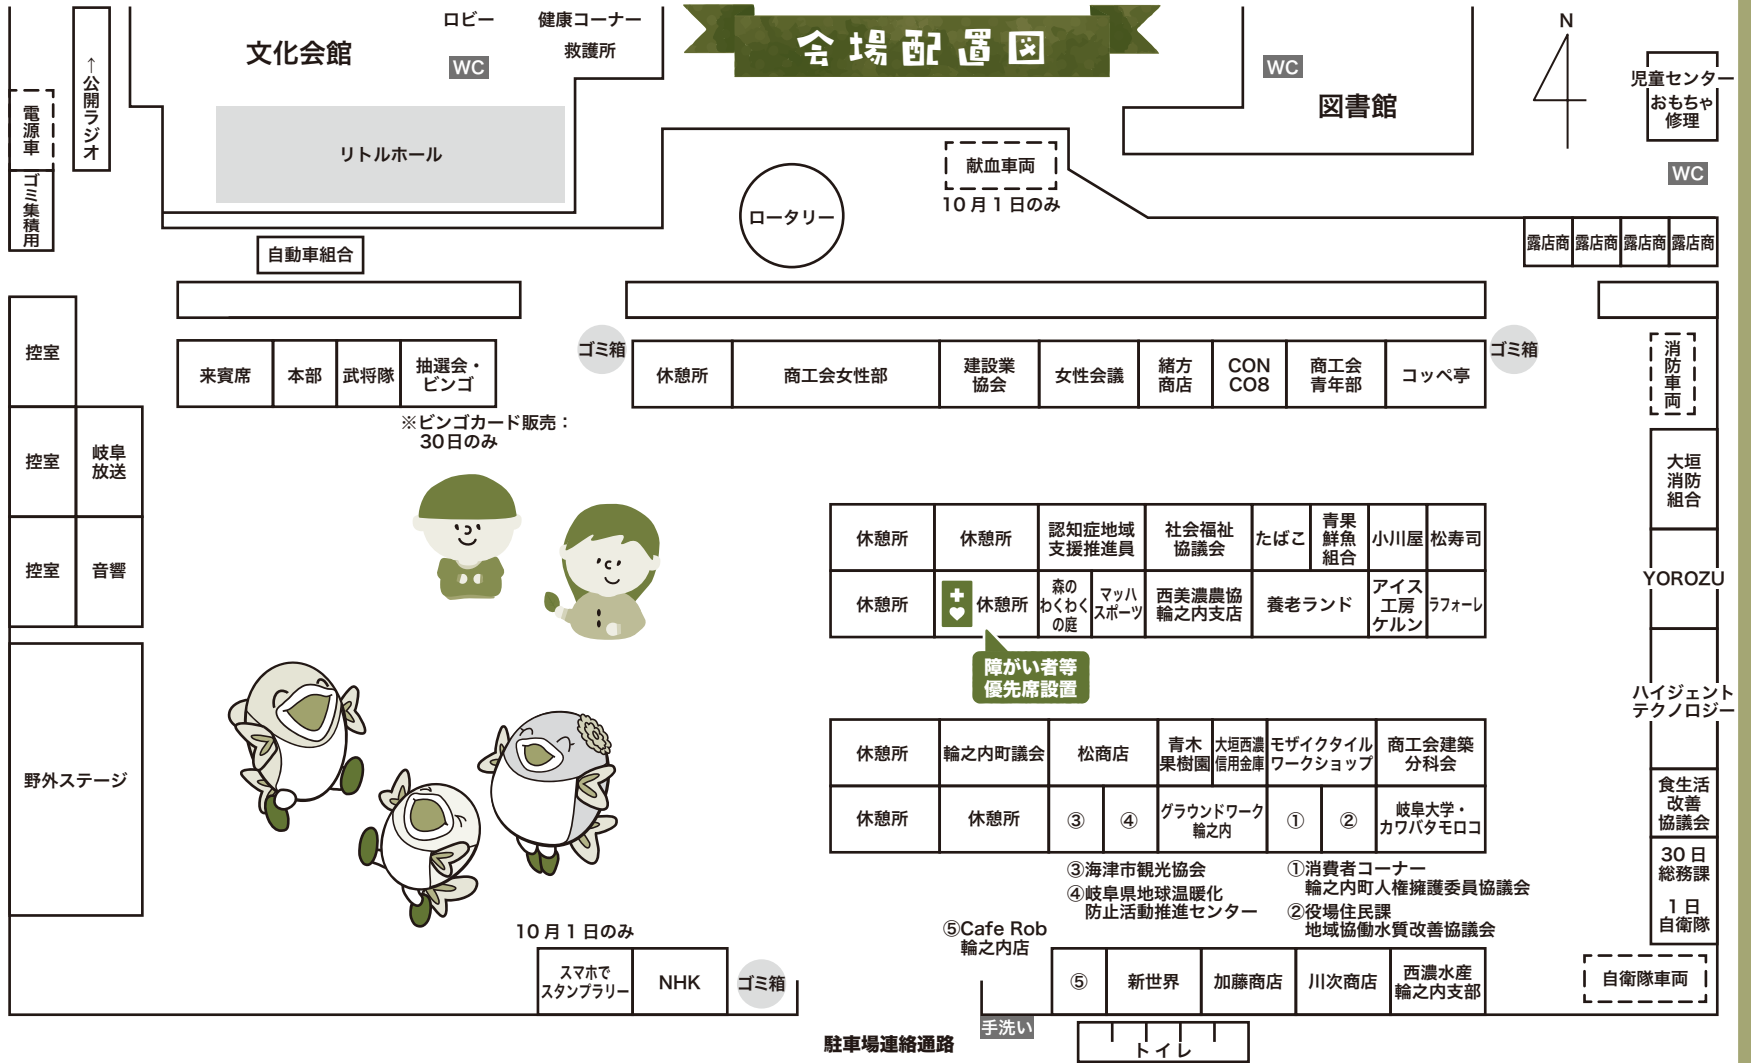 会場配置図
文化会館
ロビー
WC
健康コーナー
救護所
リトルホール
↑公開ラジオ
電源車
ゴミ集積用
自動車組合
ロータリー
献血車両
10月1日のみ
WC
図書館
N
児童センター
おもちゃ
修理
WC
露店商
露店商
露店商
露店商
控室
控室
岐阜
放送
控室
音響
野外ステージ
来賓席
本部
武将隊
抽選会・
ビンゴ
※ビンゴカード販売：
30日のみ
ゴミ箱
休憩所
商工会女性部
建設業
協会
女性会議
緒方
商店
CON
CO8
商工会
青年部
コッペ亭
ゴミ箱
消防車両
大垣
消防
組合
YOROZU
ハイジェント
テクノロジー
食生活
改善
協議会
30日
総務課
1日
自衛隊
自衛隊車両
休憩所
休憩所
認知症地域
支援推進員
社会福祉
協議会
たばこ
青果
鮮魚
組合
小川屋
松寿司
休憩所
休憩所
森の
わくわく
の庭
マッハ
スポーツ
西美濃農協
輪之内支店
養老ランド
アイス
工房
ケルン
ラフォーレ
障がい者等
優先席設置
休憩所
輪之内町議会
松商店
青木
果樹園
大垣西濃
信用金庫
モザイクタイル
ワークショップ
商工会建築
分科会
休憩所
休憩所
③
④
グラウンドワーク
輪之内
①
②
岐阜大学・
カワバタモロコ
③海津市観光協会
④岐阜県地球温暖化
防止活動推進センター
①消費者コーナー
輪之内町人権擁護委員協議会
②役場住民課
地域協働水質改善協議会
⑤Cafe Rob
輪之内店
10月1日のみ
スマホで
スタンプラリー
NHK
ゴミ箱
⑤
新世界
加藤商店
川次商店
西濃水産
輪之内支部
手洗い
トイレ
駐車場連絡通路